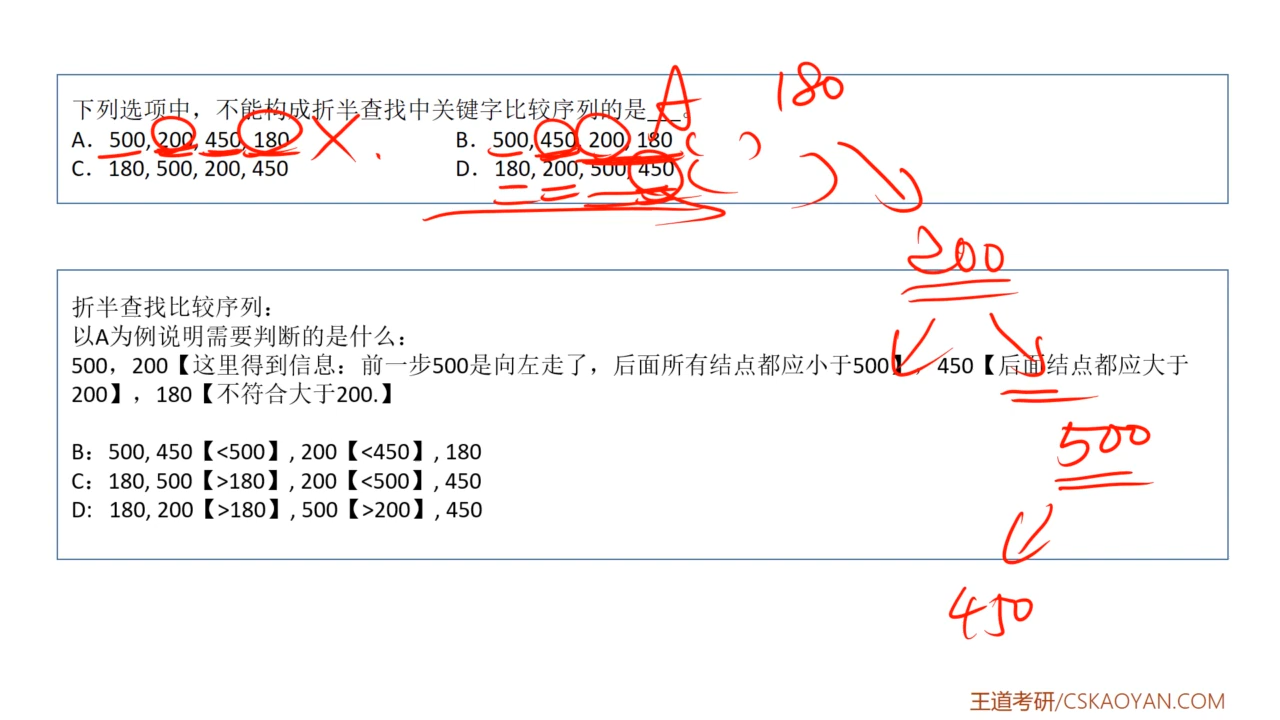 下列选项中，不能构成折半查找中关键字比较序列的是___。 A 180
A．500, 200, 450, 180 B．500, 450, 200, 180
C．180, 500, 200, 450 D．180, 200, 500, 450
200
折半查找比较序列：
以A为例说明需要判断的是什么：
500，200【这里得到信息：前一步500是向左走了，后面所有结点都应小于500】，450【后面结点都应大于
200】，180【不符合大于200.】
500
B：500, 450【<500】, 200【<450】, 180
C：180, 500【>180】, 200【<500】, 450
D: 180, 200【>180】, 500【>200】, 450
450
王道考研/CSKAOYAN.COM